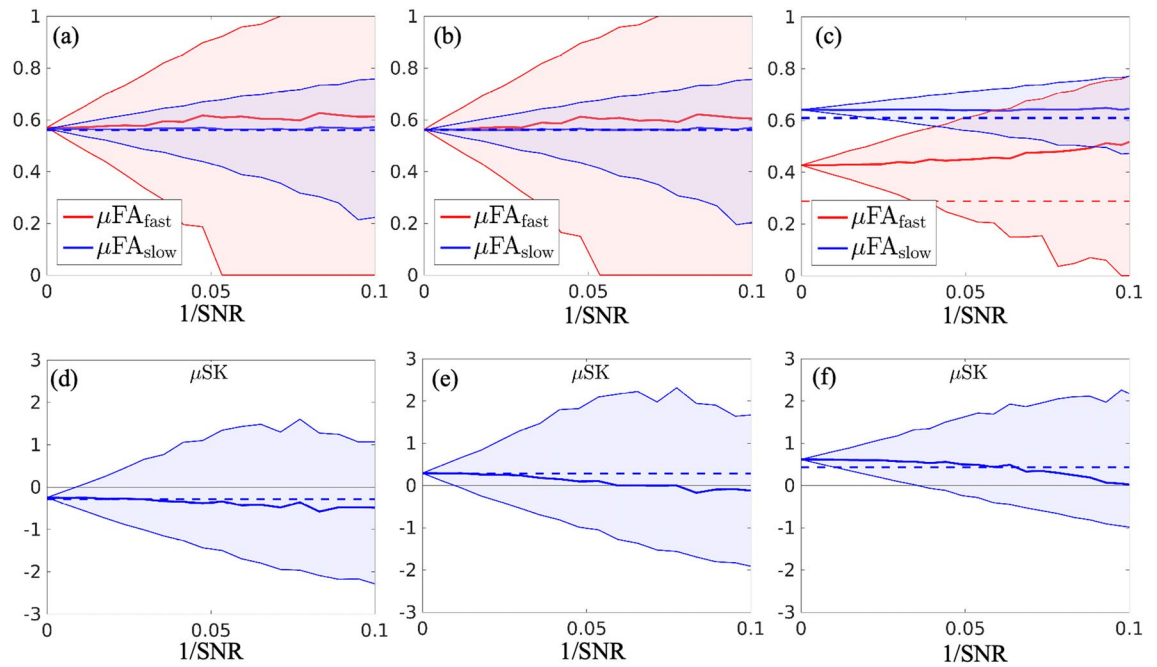 (a)
1
0.8
0.6
0.4
0.2
0
μFAfast
μFAslow
0
0.05
0.1
1/SNR
(b)
1
0.8
0.6
0.4
0.2
0
μFAfast
μFAslow
0
0.05
0.1
1/SNR
(c)
1
0.8
0.6
0.4
0.2
0
μFAfast
μFAslow
0
0.05
0.1
1/SNR
(d)
μSK
3
2
1
0
-1
-2
-3
0
0.05
0.1
1/SNR
(e)
μSK
3
2
1
0
-1
-2
-3
0
0.05
0.1
1/SNR
(f)
μSK
3
2
1
0
-1
-2
-3
0
0.05
0.1
1/SNR